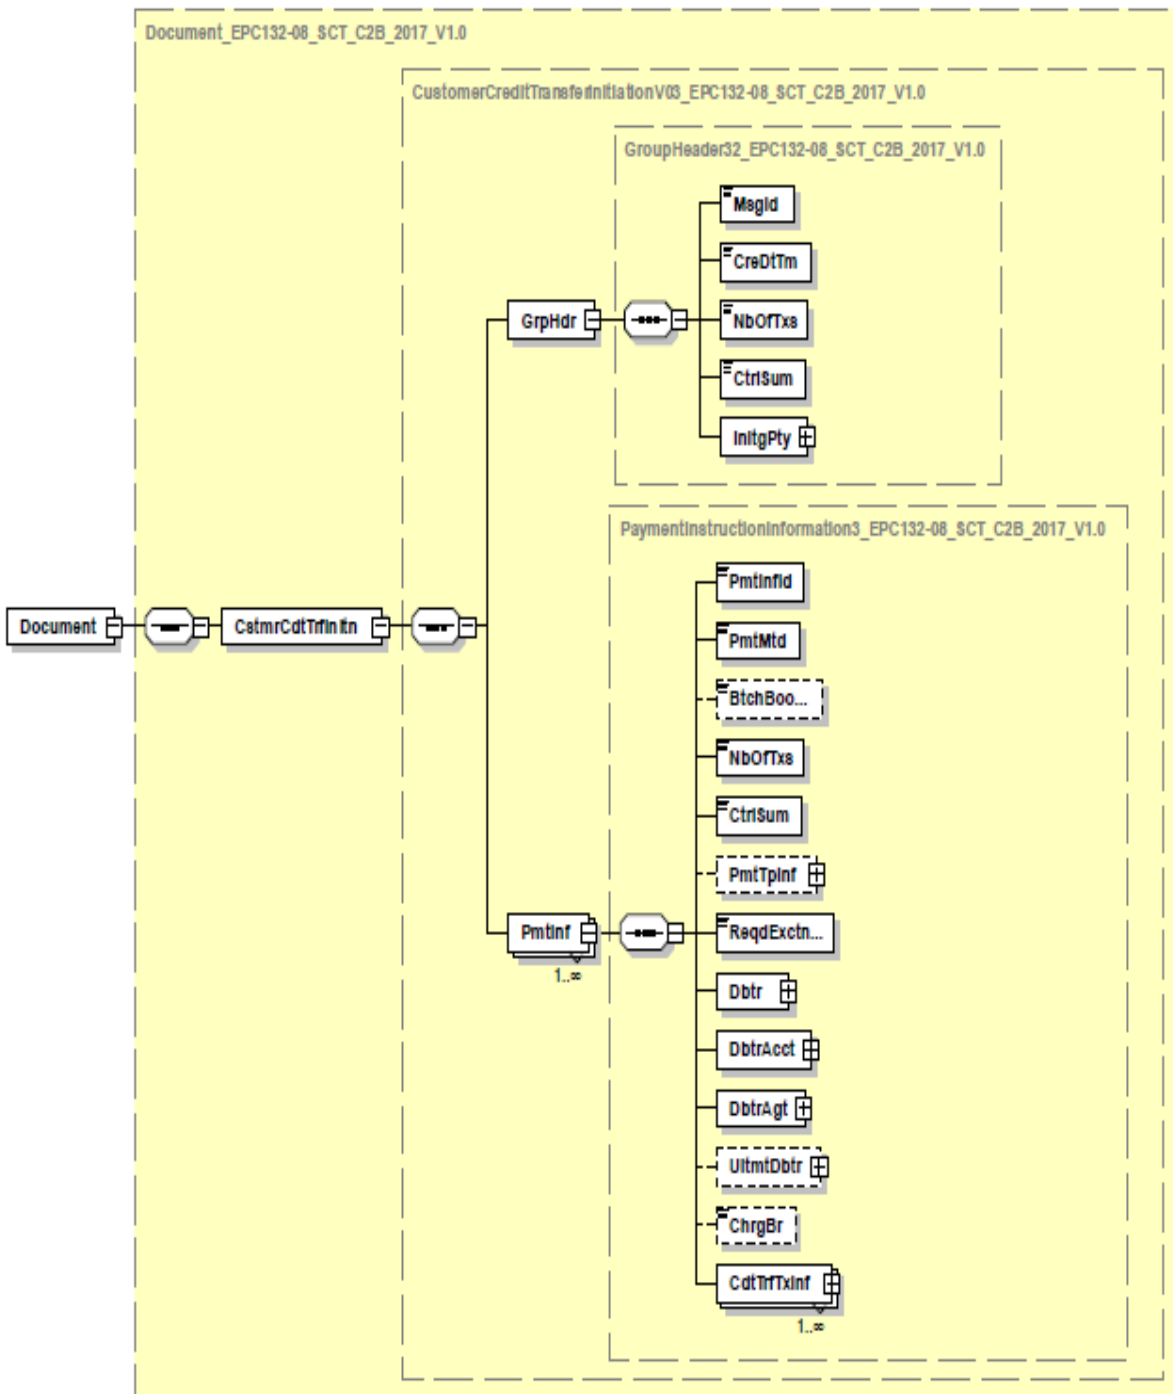 Document_EPC132-08_SCT_C2B_2017_V1.0
CustomerCreditTransferInitiationV03_EPC132-08_SCT_C2B_2017_V1.0
GroupHeader32_EPC132-08_SCT_C2B_2017_V1.0
MsgId
CreDtTm
GrpHdr
NbOfTxs
CtrlSum
InitgPty
PaymentInstructionInformation3_EPC132-08_SCT_C2B_2017_V1.0
PmtInfId
Document
CstmrCdtTrfInitn
PmtMtd
BtchBoo...
NbOfTxs
CtrlSum
PmtTpInf
PmtInf
1..∞
ReqdExctn...
Dbtr
DbtrAcct
DbtrAgt
UltmtDbtr
ChrgBr
CdtTrfTxInf
1..∞